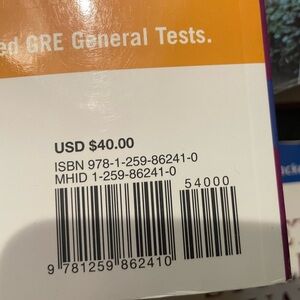 ed GRE General Tests.
USD $40.00
ISBN 978-1-259-86241-0
MHID 1-259-86241-0
54000
9 781259 862410